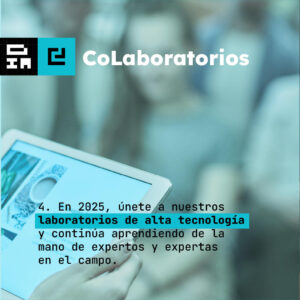 CoLaboratorios
4. En 2025, únete a nuestros
laboratorios de alta tecnología
y continúa aprendiendo de la
mano de expertos y expertas
en el campo.